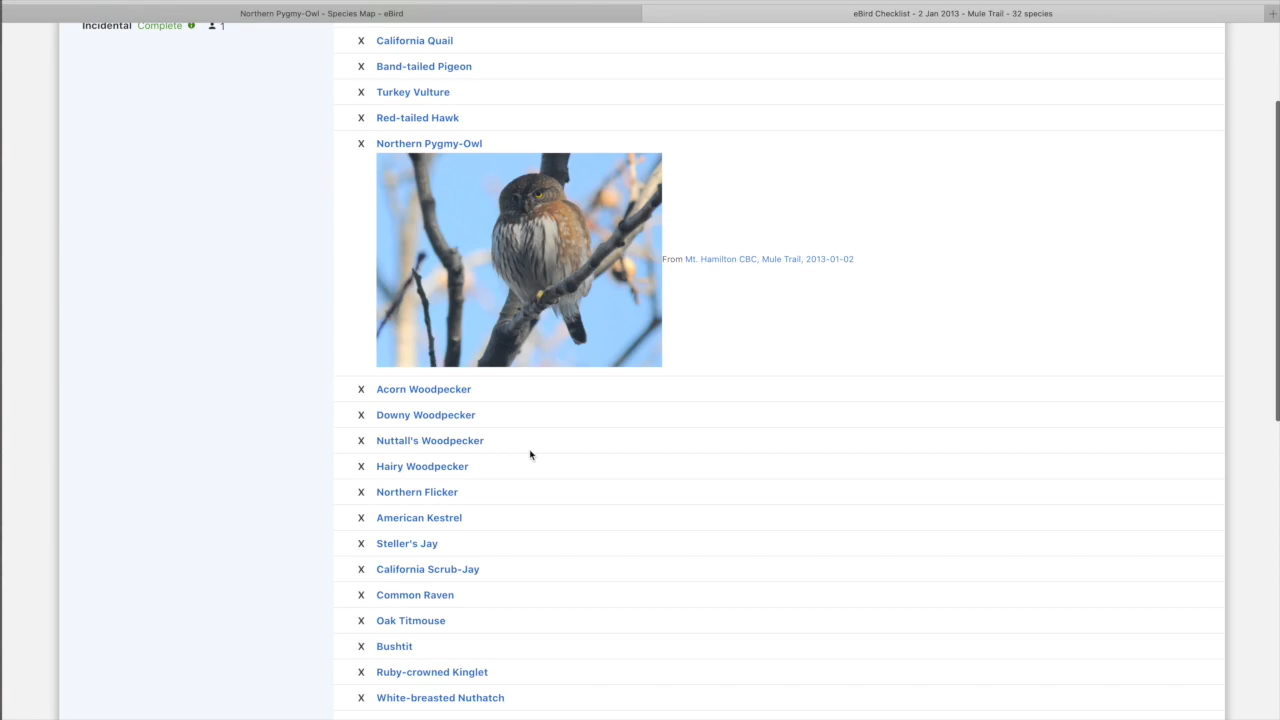 Northern Pygmy-Owl - Species Map - eBird
eBird Checklist - 2 Jan 2013 - Mule Trail - 32 species
Incidental Complete 1
X California Quail
X Band-tailed Pigeon
X Turkey Vulture
X Red-tailed Hawk
X Northern Pygmy-Owl
From Mt. Hamilton CBC, Mule Trail, 2013-01-02
X Acorn Woodpecker
X Downy Woodpecker
X Nuttall's Woodpecker
X Hairy Woodpecker
X Northern Flicker
X American Kestrel
X Steller's Jay
X California Scrub-Jay
X Common Raven
X Oak Titmouse
X Bushtit
X Ruby-crowned Kinglet
X White-breasted Nuthatch